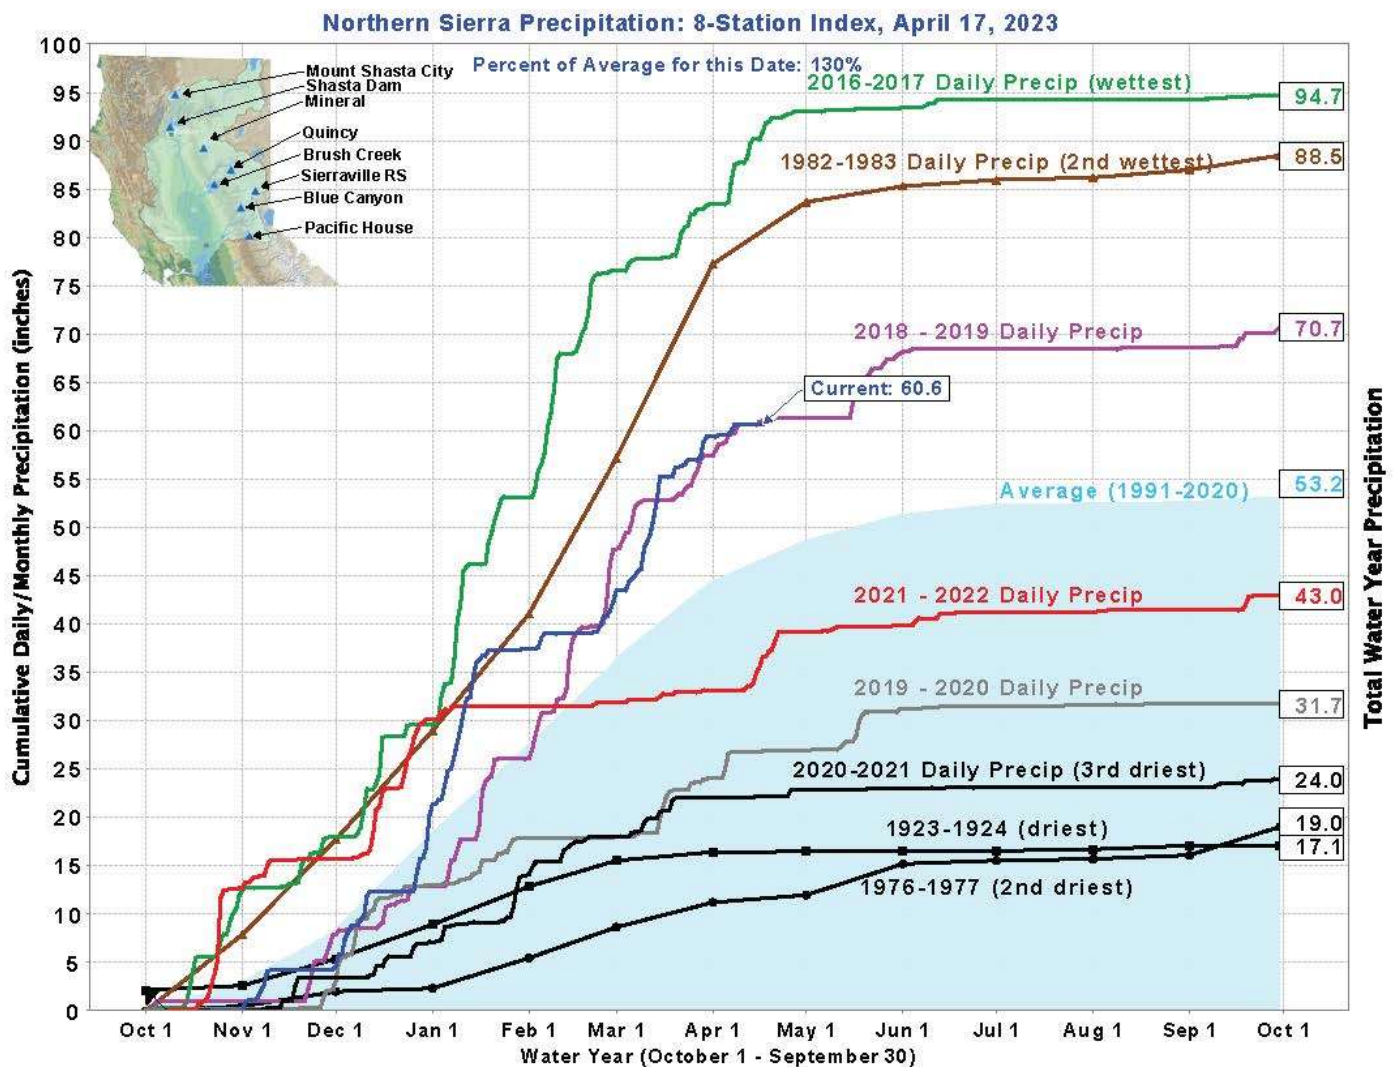 Northern Sierra Precipitation: 8-Station Index, April 17, 2023
Percent of Average for this Date: 130%
Mount Shasta City
Shasta Dam
Mineral
Quincy
Brush Creek
Sierraville RS
Blue Canyon
Pacific House
2016-2017 Daily Precip (wettest)
94.7
1982-1983 Daily Precip (2nd wettest)
88.5
2018 - 2019 Daily Precip
70.7
Current: 60.6
Average (1991-2020)
53.2
2021 - 2022 Daily Precip
43.0
2019 - 2020 Daily Precip
31.7
2020-2021 Daily Precip (3rd driest)
24.0
1923-1924 (driest)
19.0
17.1
1976-1977 (2nd driest)
100
95
90
85
80
75
70
65
60
55
50
45
40
35
30
25
20
15
10
5
0
Cumulative Daily/Monthly Precipitation (inches)
Total Water Year Precipitation
Oct 1 Nov 1 Dec 1 Jan 1 Feb 1 Mar 1 Apr 1 May 1 Jun 1 Jul 1 Aug 1 Sep 1 Oct 1
Water Year (October 1 - September 30)